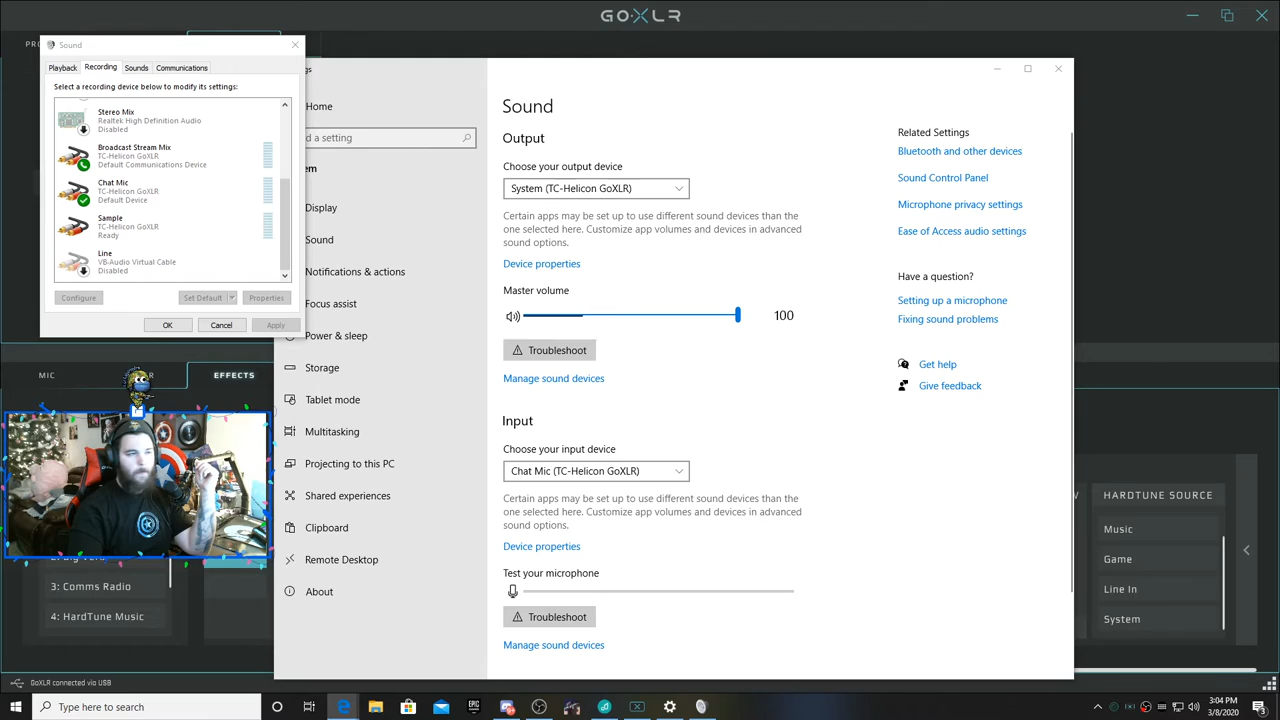 GOXLR
Sound
Playback
Recording
Sounds
Communications
Select a recording device below to modify its settings:
Stereo Mix
Realtek High Definition Audio
Disabled
Broadcast Stream Mix
TC-Helicon GoXLR
Default Communications Device
Chat Mic
TC-Helicon GoXLR
Default Device
Sample
TC-Helicon GoXLR
Ready
Line
VB-Audio Virtual Cable
Disabled
Configure
Set Default
Properties
OK
Cancel
Apply
Home
d a setting
Display
Sound
Notifications & actions
Focus assist
Power & sleep
Storage
Tablet mode
Multitasking
Projecting to this PC
Shared experiences
Clipboard
Remote Desktop
About
Sound
Output
Choose your output device
System (TC-Helicon GoXLR)
Certain apps may be set up to use different sound devices than the
one selected here. Customize app volumes and devices in advanced
sound options.
Device properties
Master volume
100
Troubleshoot
Manage sound devices
Input
Choose your input device
Chat Mic (TC-Helicon GoXLR)
Certain apps may be set up to use different sound devices than the
one selected here. Customize app volumes and devices in advanced
sound options.
Device properties
Test your microphone
Troubleshoot
Manage sound devices
Related Settings
Bluetooth and other devices
Sound Control Panel
Microphone privacy settings
Ease of Access audio settings
Have a question?
Setting up a microphone
Fixing sound problems
Get help
Give feedback
MIC
EFFECTS
3: Comms Radio
4: HardTune Music
HARDTUNE SOURCE
Music
Game
Line In
System
GoXLR connected via USB
Type here to search
EPIC
3:04 PM
3/8/2020